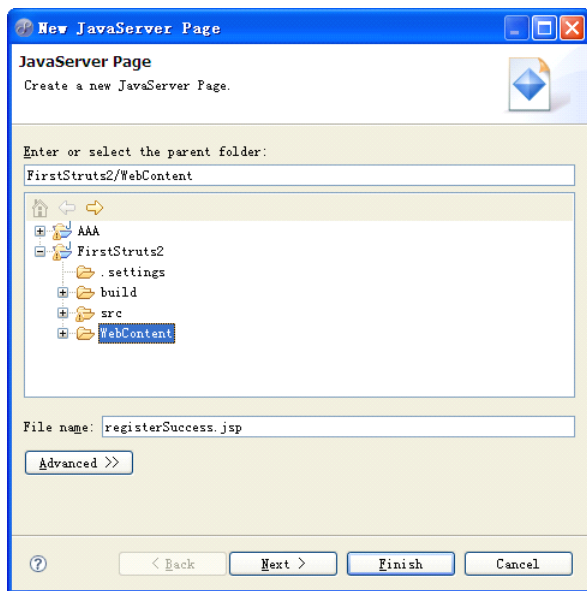 New JavaServer Page
JavaServer Page
Create a new JavaServer Page.
Enter or select the parent folder:
FirstStruts2/WebContent
AAA
FirstStruts2
.settings
build
src
WebContent
File name: registerSuccess.jsp
Advanced >>
? < Back Next > Finish Cancel